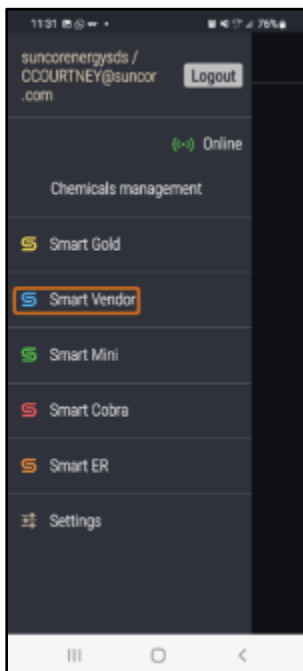 11:31
76%
suncorenergysds /
CCOURTNEY@suncor
.com
Logout
Online
Chemicals management
Smart Gold
Smart Vendor
Smart Mini
Smart Cobra
Smart ER
Settings